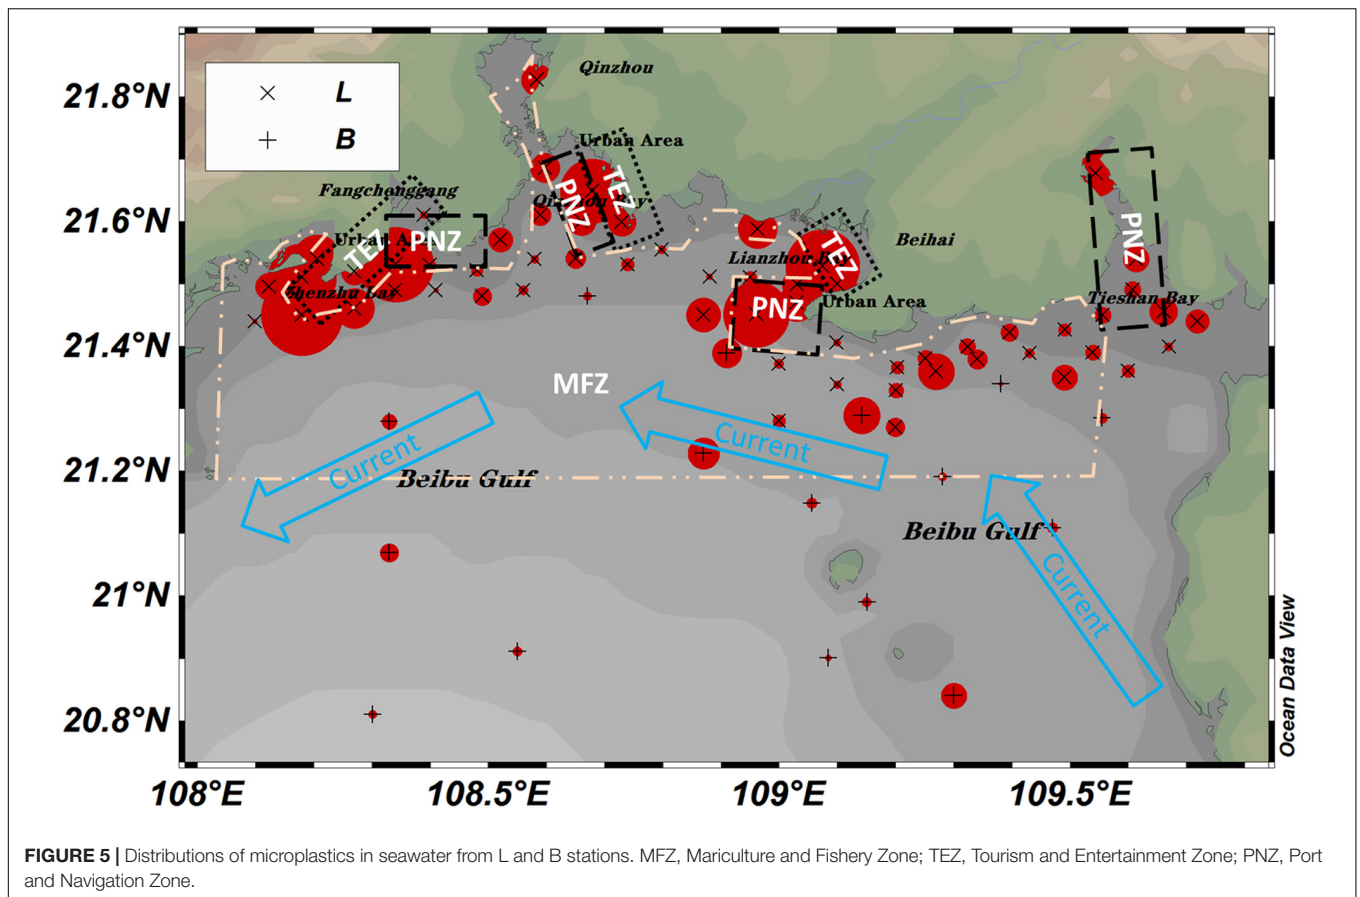 Qinzhou
21.8°N
L
B
Urban Area
Fangchenggang
TEZ
PNZ
Qinzhou Bay
21.6°N
Urban Area
TEZ
PNZ
Beihai
Lianzhou Bay
TEZ
PNZ
Zhenzhu Bay
PNZ
Urban Area
Tieshan Bay
21.4°N
MFZ
Current
Current
21.2°N
Beibu Gulf
Beibu Gulf
Current
21°N
20.8°N
Ocean Data View
108°E
108.5°E
109°E
109.5°E
FIGURE 5 | Distributions of microplastics in seawater from L and B stations. MFZ, Mariculture and Fishery Zone; TEZ, Tourism and Entertainment Zone; PNZ, Port
and Navigation Zone.